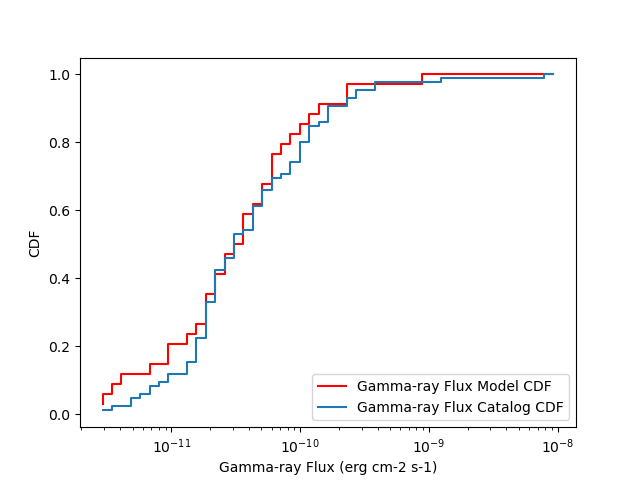 1.0
0.8
0.6
0.4
0.2
0.0
CDF
10⁻¹¹
10⁻¹⁰
10⁻⁹
10⁻⁸
Gamma-ray Flux (erg cm-2 s-1)
Gamma-ray Flux Model CDF
Gamma-ray Flux Catalog CDF